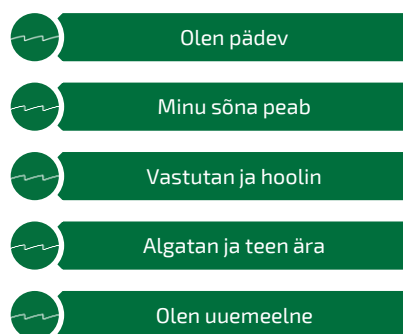 Olen pädev
Minu sõna peab
Vastutan ja hoolin
Algatan ja teen ära
Olen uuemeelne